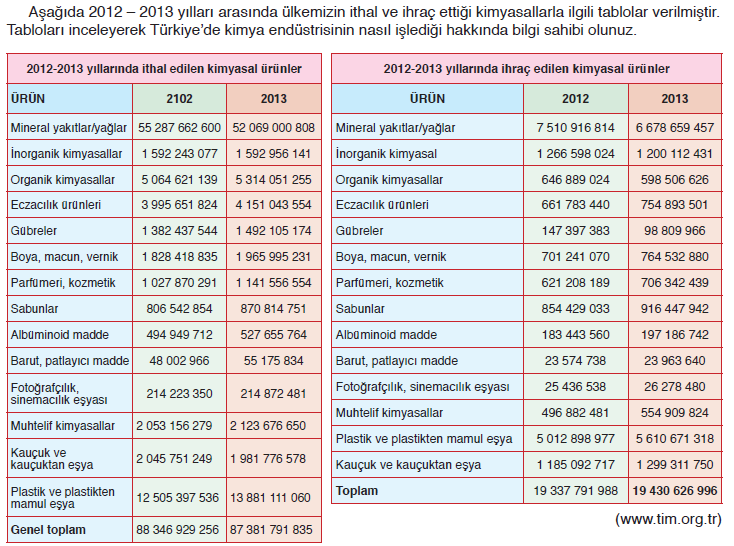 Aşağıda 2012 – 2013 yılları arasında ülkemizin ithal ve ihraç ettiği kimyasallarla ilgili tablolar verilmiştir.
Tabloları inceleyerek Türkiye’de kimya endüstrisinin nasıl işlediği hakkında bilgi sahibi olunuz.
2012-2013 yıllarında ithal edilen kimyasal ürünler
ÜRÜN 2102 2013
Mineral yakıtlar/yağlar 55 287 662 600 52 069 000 808
İnorganik kimyasallar 1 592 243 077 1 592 956 141
Organik kimyasallar 5 064 621 139 5 314 051 255
Eczacılık ürünleri 3 995 651 824 4 151 043 554
Gübreler 1 382 437 544 1 492 105 174
Boya, macun, vernik 1 828 418 835 1 965 995 231
Parfümeri, kozmetik 1 027 870 291 1 141 556 554
Sabunlar 806 542 854 870 814 751
Albüminoid madde 494 949 712 527 655 764
Barut, patlayıcı madde 48 002 966 55 175 834
Fotoğrafçılık,
sinemacılık eşyası 214 223 350 214 872 481
Muhtelif kimyasallar 2 053 156 279 2 123 676 650
Kauçuk ve
kauçuktan eşya 2 045 751 249 1 981 776 578
Plastik ve plastikten
mamul eşya 12 505 397 536 13 881 111 060
Genel toplam 88 346 929 256 87 381 791 835
2012-2013 yıllarında ihraç edilen kimyasal ürünler
ÜRÜN 2012 2013
Mineral yakıtlar/yağlar 7 510 916 814 6 678 659 457
İnorganik kimyasal 1 266 598 024 1 200 112 431
Organik kimyasallar 646 889 024 598 506 626
Eczacılık ürünleri 661 783 440 754 893 501
Gübreler 147 397 383 98 809 966
Boya, macun, vernik 701 241 070 764 532 880
Parfümeri, kozmetik 621 208 189 706 342 439
Sabunlar 854 429 033 916 447 942
Albüminoid madde 183 443 560 197 186 742
Barut, patlayıcı madde 23 574 738 23 963 640
Fotoğrafçılık, sinemacılık eşyası 25 436 538 26 278 480
Muhtelif kimyasallar 496 882 481 554 909 824
Plastik ve plastikten mamul eşya 5 012 898 977 5 610 671 318
Kauçuk ve kauçuktan eşya 1 185 092 717 1 299 311 750
Toplam 19 337 791 988 19 430 626 996
(www.tim.org.tr)